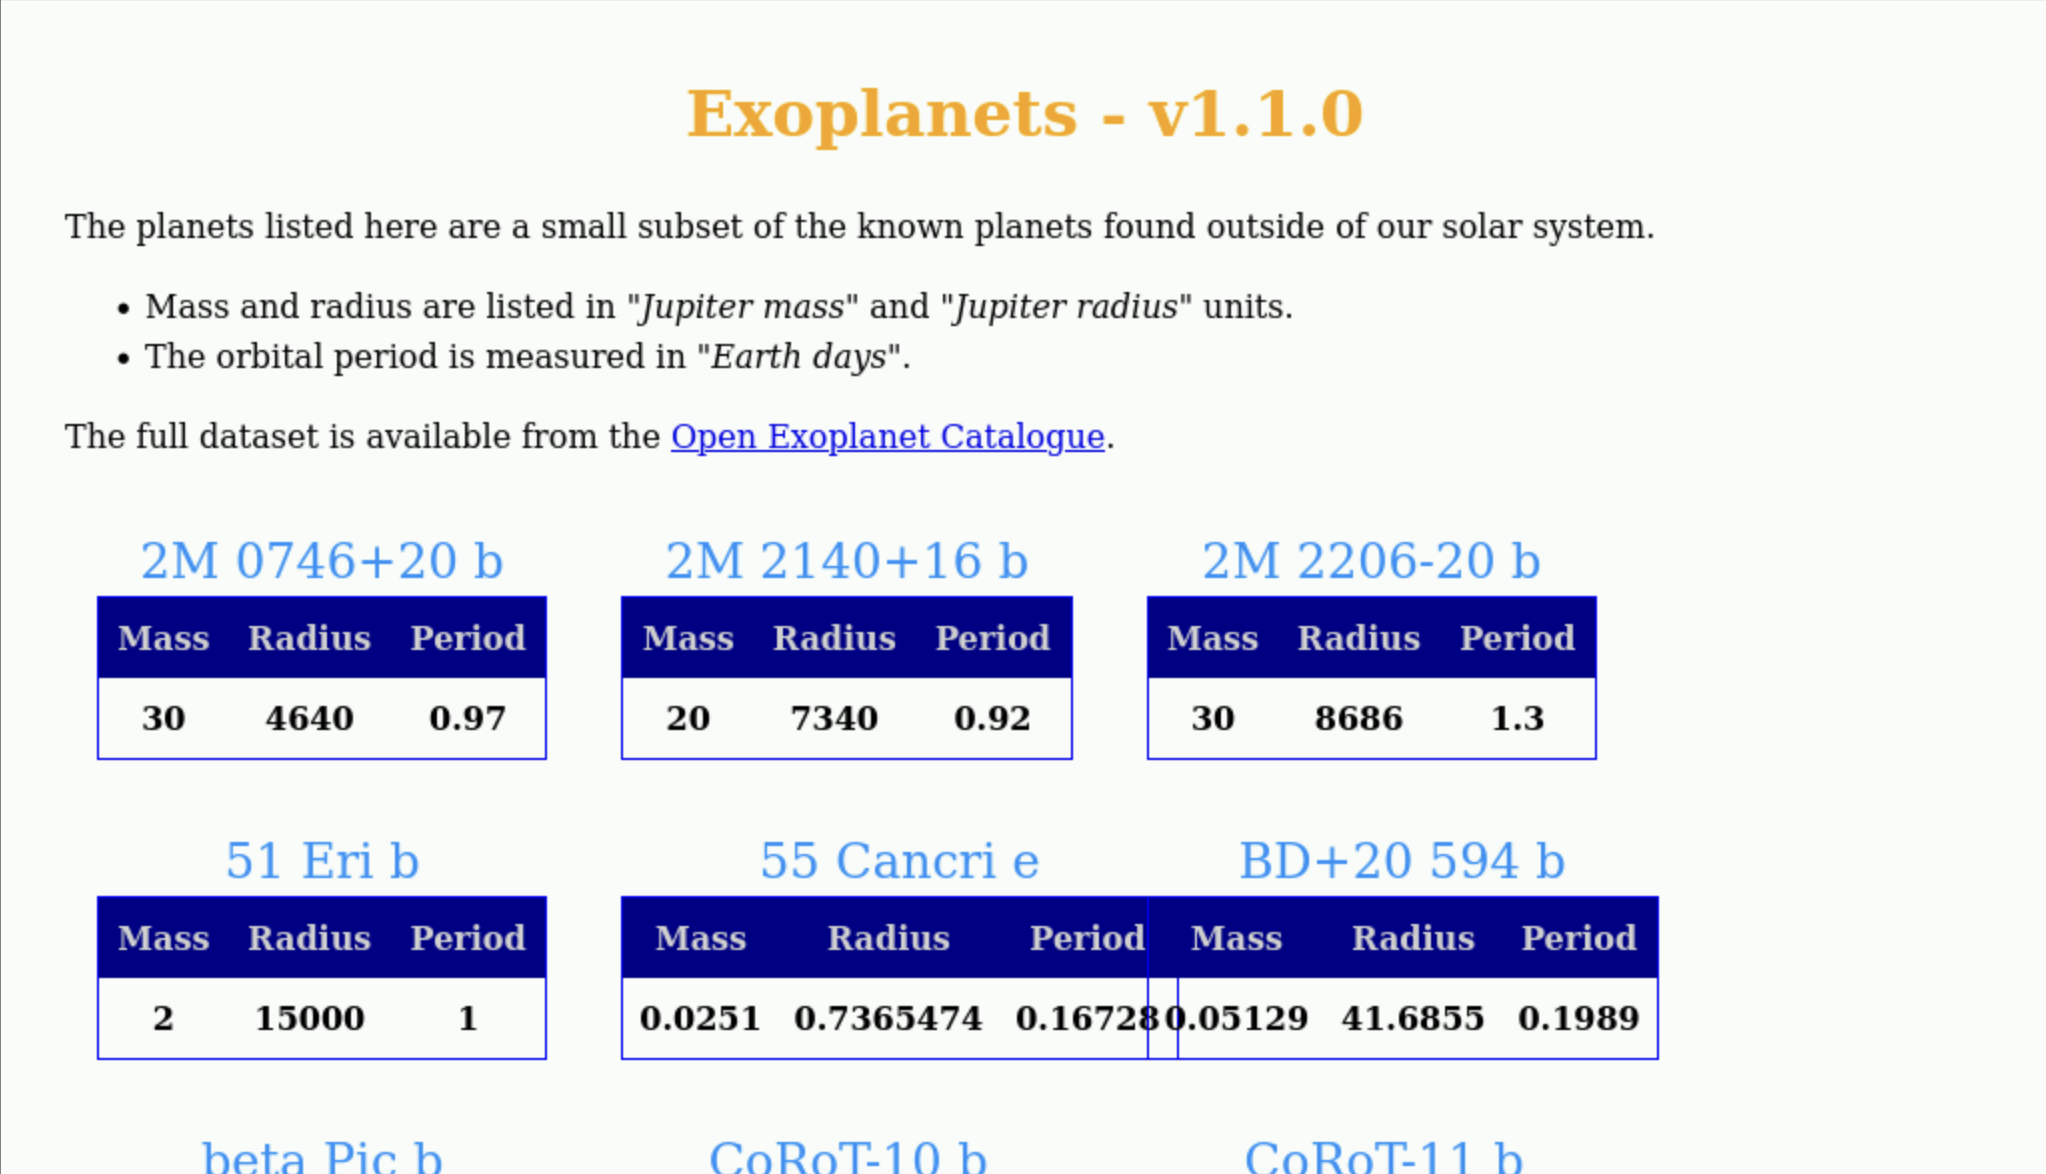 Exoplanets - v1.1.0
The planets listed here are a small subset of the known planets found outside of our solar system.
• Mass and radius are listed in "Jupiter mass" and "Jupiter radius" units.
• The orbital period is measured in "Earth days".
The full dataset is available from the Open Exoplanet Catalogue.
2M 0746+20 b
Mass Radius Period
30 4640 0.97
2M 2140+16 b
Mass Radius Period
20 7340 0.92
2M 2206-20 b
Mass Radius Period
30 8686 1.3
51 Eri b
Mass Radius Period
2 15000 1
55 Cancri e
Mass Radius Period
0.0251 0.7365474 0.16728
BD+20 594 b
Mass Radius Period
0.05129 41.6855 0.1989
beta Pic b
CoRoT-10 b
CoRoT-11 b